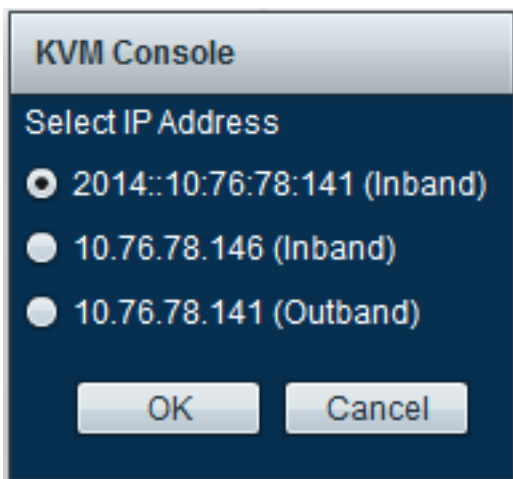 KVM Console
Select IP Address
2014::10:76:78:141 (Inband)
10.76.78.146 (Inband)
10.76.78.141 (Outband)
OK Cancel